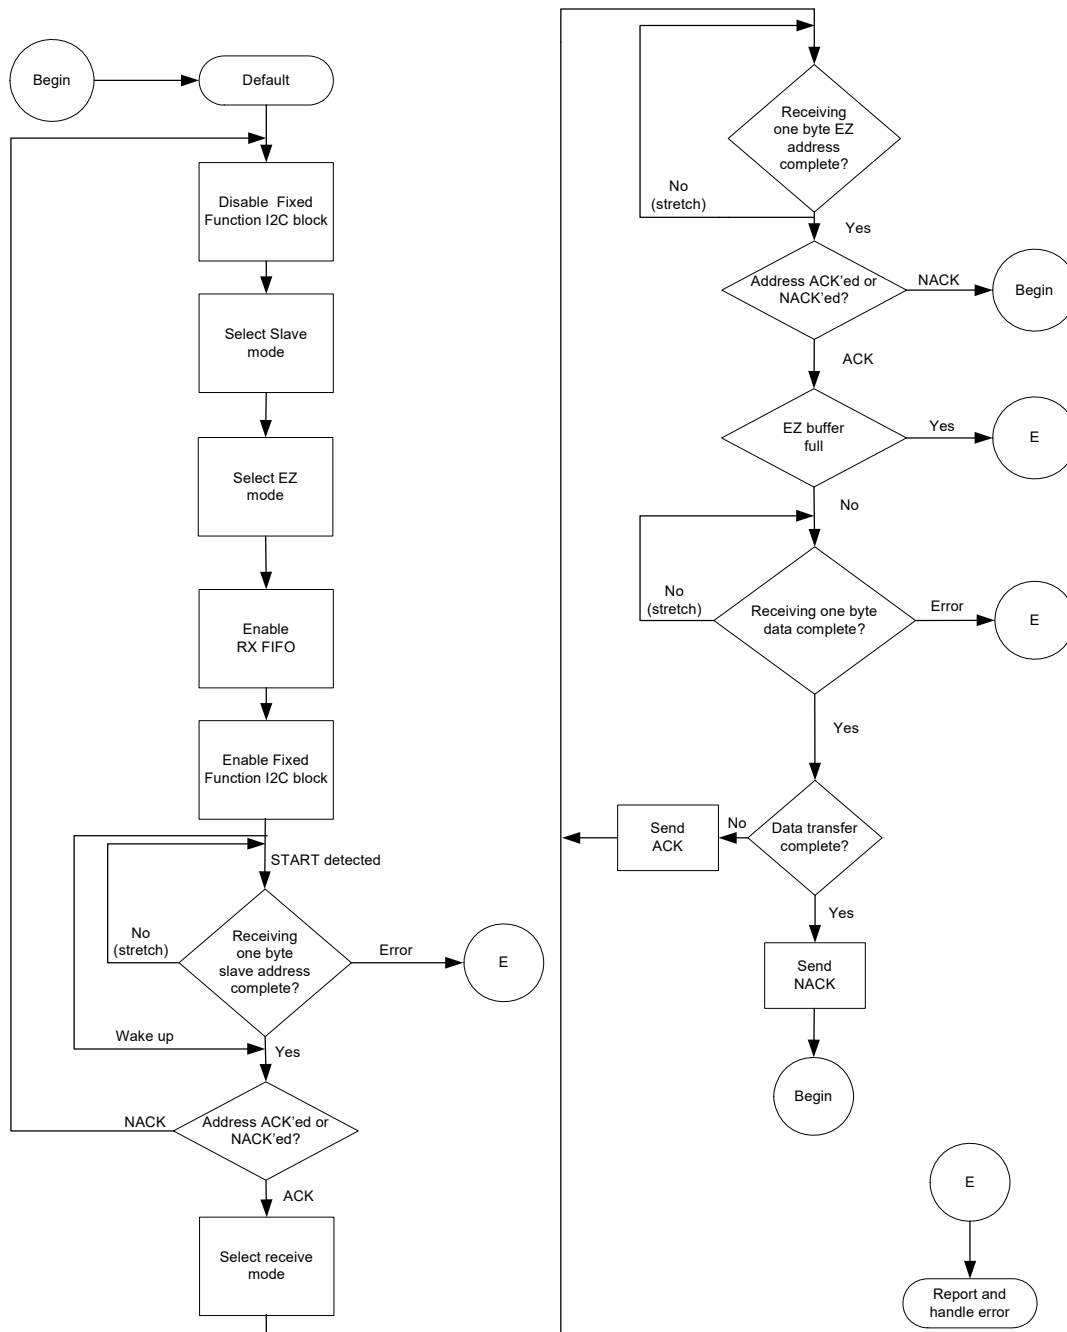 Begin
Default
Disable Fixed
Function I2C block
Select Slave
mode
Select EZ
mode
Enable
RX FIFO
Enable Fixed
Function I2C block
START detected
No
(stretch)
Receiving
one byte
slave address
complete?
Error
E
Wake up
Yes
NACK
Address ACK'ed or
NACK'ed?
ACK
Select receive
mode
Receiving
one byte EZ
address
complete?
No
(stretch)
Yes
Address ACK'ed or
NACK'ed?
NACK
Begin
ACK
EZ buffer
full
Yes
E
No
No
(stretch)
Receiving one byte
data complete?
Error
E
Yes
Send
ACK
No
Data transfer
complete?
Yes
Send
NACK
Begin
E
Report and
handle error